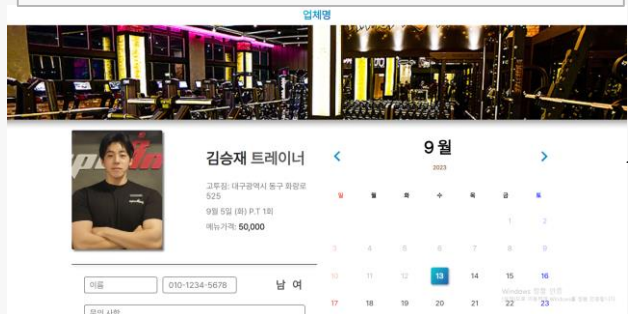 업체명
김승재 트레이너
고투짐: 대구광역시 동구 화랑로
525
9월 5일 (화) P.T 1회
메뉴가격: 50,000
이름
010-1234-5678
남 여
문의 사항
9월
2023
일 월 화 수 목 금 토
1 2
3 4 5 6 7 8 9
10 11 12 13 14 15 16
17 18 19 20 21 22 23
Windows 정품 인증